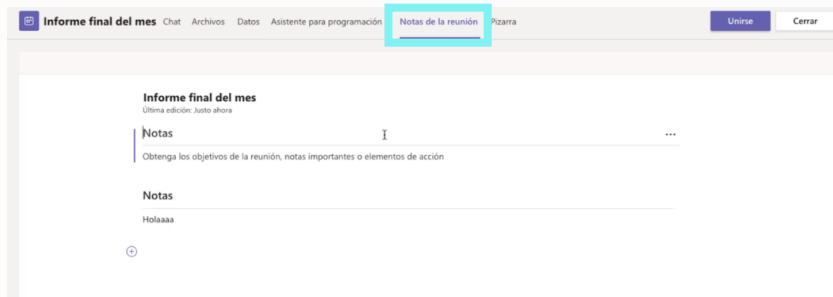 Informe final del mes Chat Archivos Datos Asistente para programación Notas de la reunión Pizarra Unirse Cerrar
Informe final del mes
Última edición: Justo ahora
Notas
Obtenga los objetivos de la reunión, notas importantes o elementos de acción
Notas
Holaaaa